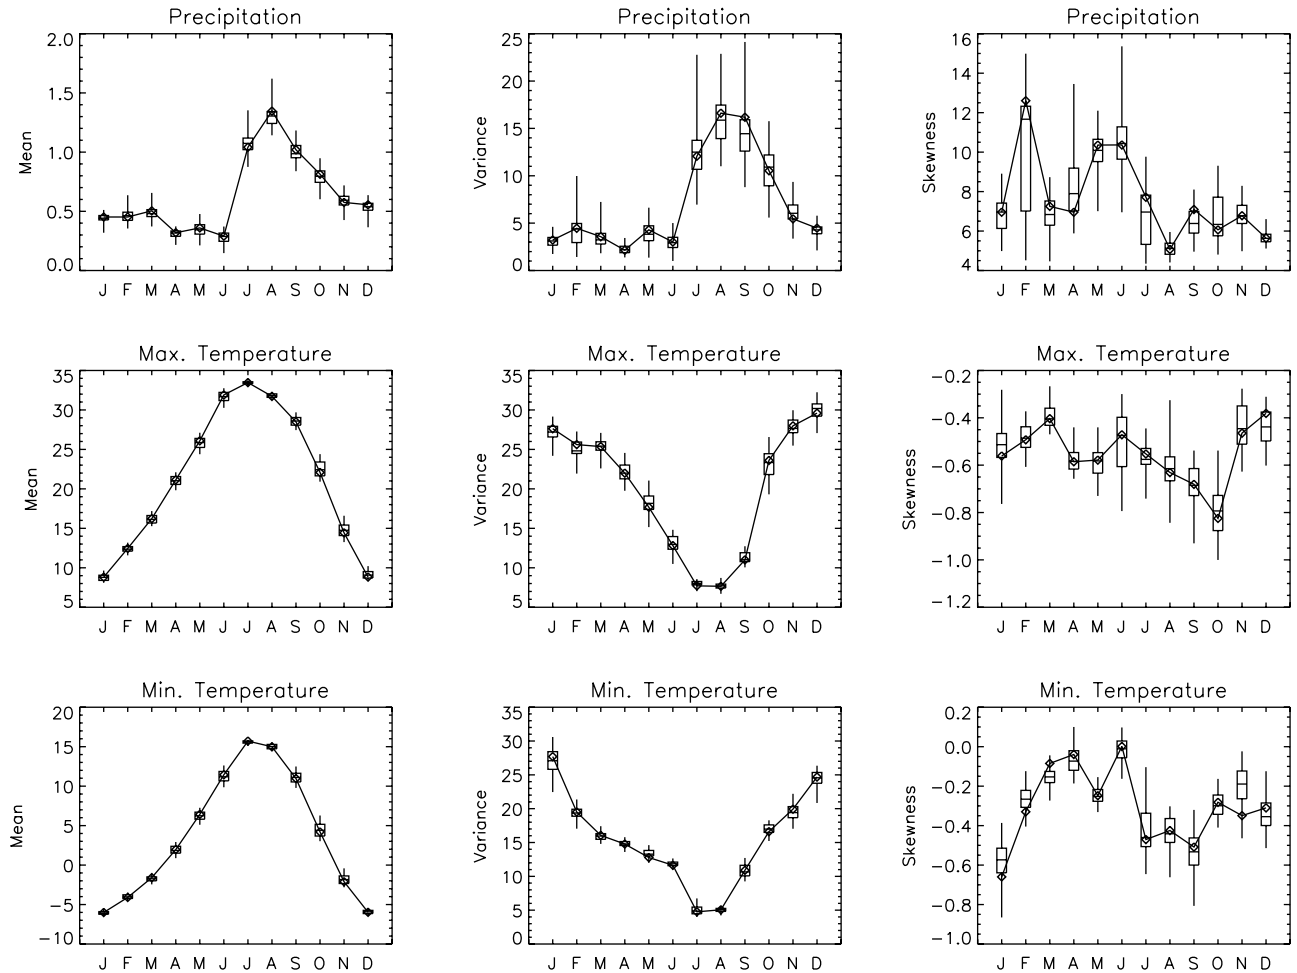 Precipitation
Mean
2.0
1.5
1.0
0.5
0.0
J F M A M J J A S O N D
Precipitation
Variance
25
20
15
10
5
0
J F M A M J J A S O N D
Precipitation
Skewness
16
14
12
10
8
6
4
J F M A M J J A S O N D
Max. Temperature
Mean
35
30
25
20
15
10
5
J F M A M J J A S O N D
Max. Temperature
Variance
35
30
25
20
15
10
5
J F M A M J J A S O N D
Max. Temperature
Skewness
−0.2
−0.4
−0.6
−0.8
−1.0
−1.2
J F M A M J J A S O N D
Min. Temperature
Mean
20
15
10
5
0
−5
−10
J F M A M J J A S O N D
Min. Temperature
Variance
35
30
25
20
15
10
5
0
J F M A M J J A S O N D
Min. Temperature
Skewness
0.2
0.0
−0.2
−0.4
−0.6
−0.8
−1.0
J F M A M J J A S O N D